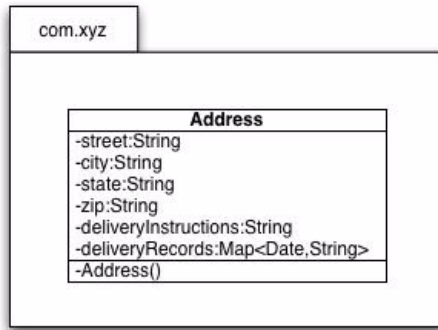 com.xyz
Address
-street:String
-city:String
-state:String
-zip:String
-deliveryInstructions:String
-deliveryRecords:Map<Date,String>
-Address()